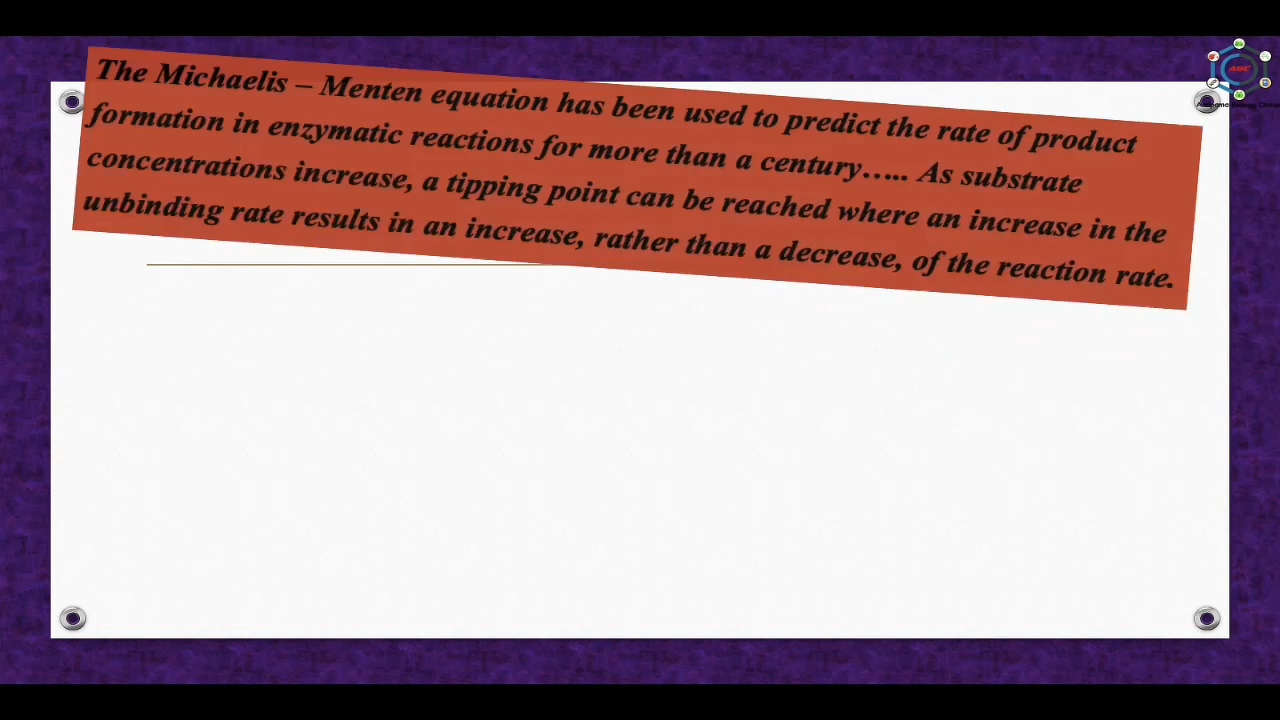 The Michaelis – Menten equation has been used to predict the rate of product
formation in enzymatic reactions for more than a century..... As substrate
concentrations increase, a tipping point can be reached where an increase in the
unbinding rate results in an increase, rather than a decrease, of the reaction rate.
ABC